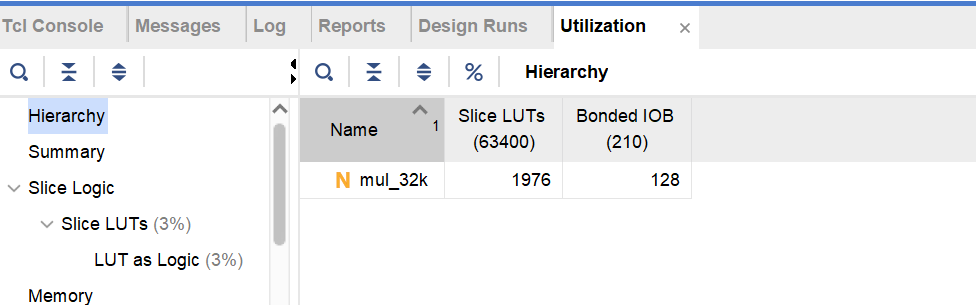 Tcl Console Messages Log Reports Design Runs Utilization ×
% Hierarchy
Hierarchy
Summary
Slice Logic
Slice LUTs (3%)
LUT as Logic (3%)
Memory
Name 1 Slice LUTs (63400) Bonded IOB (210)
N mul_32k 1976 128